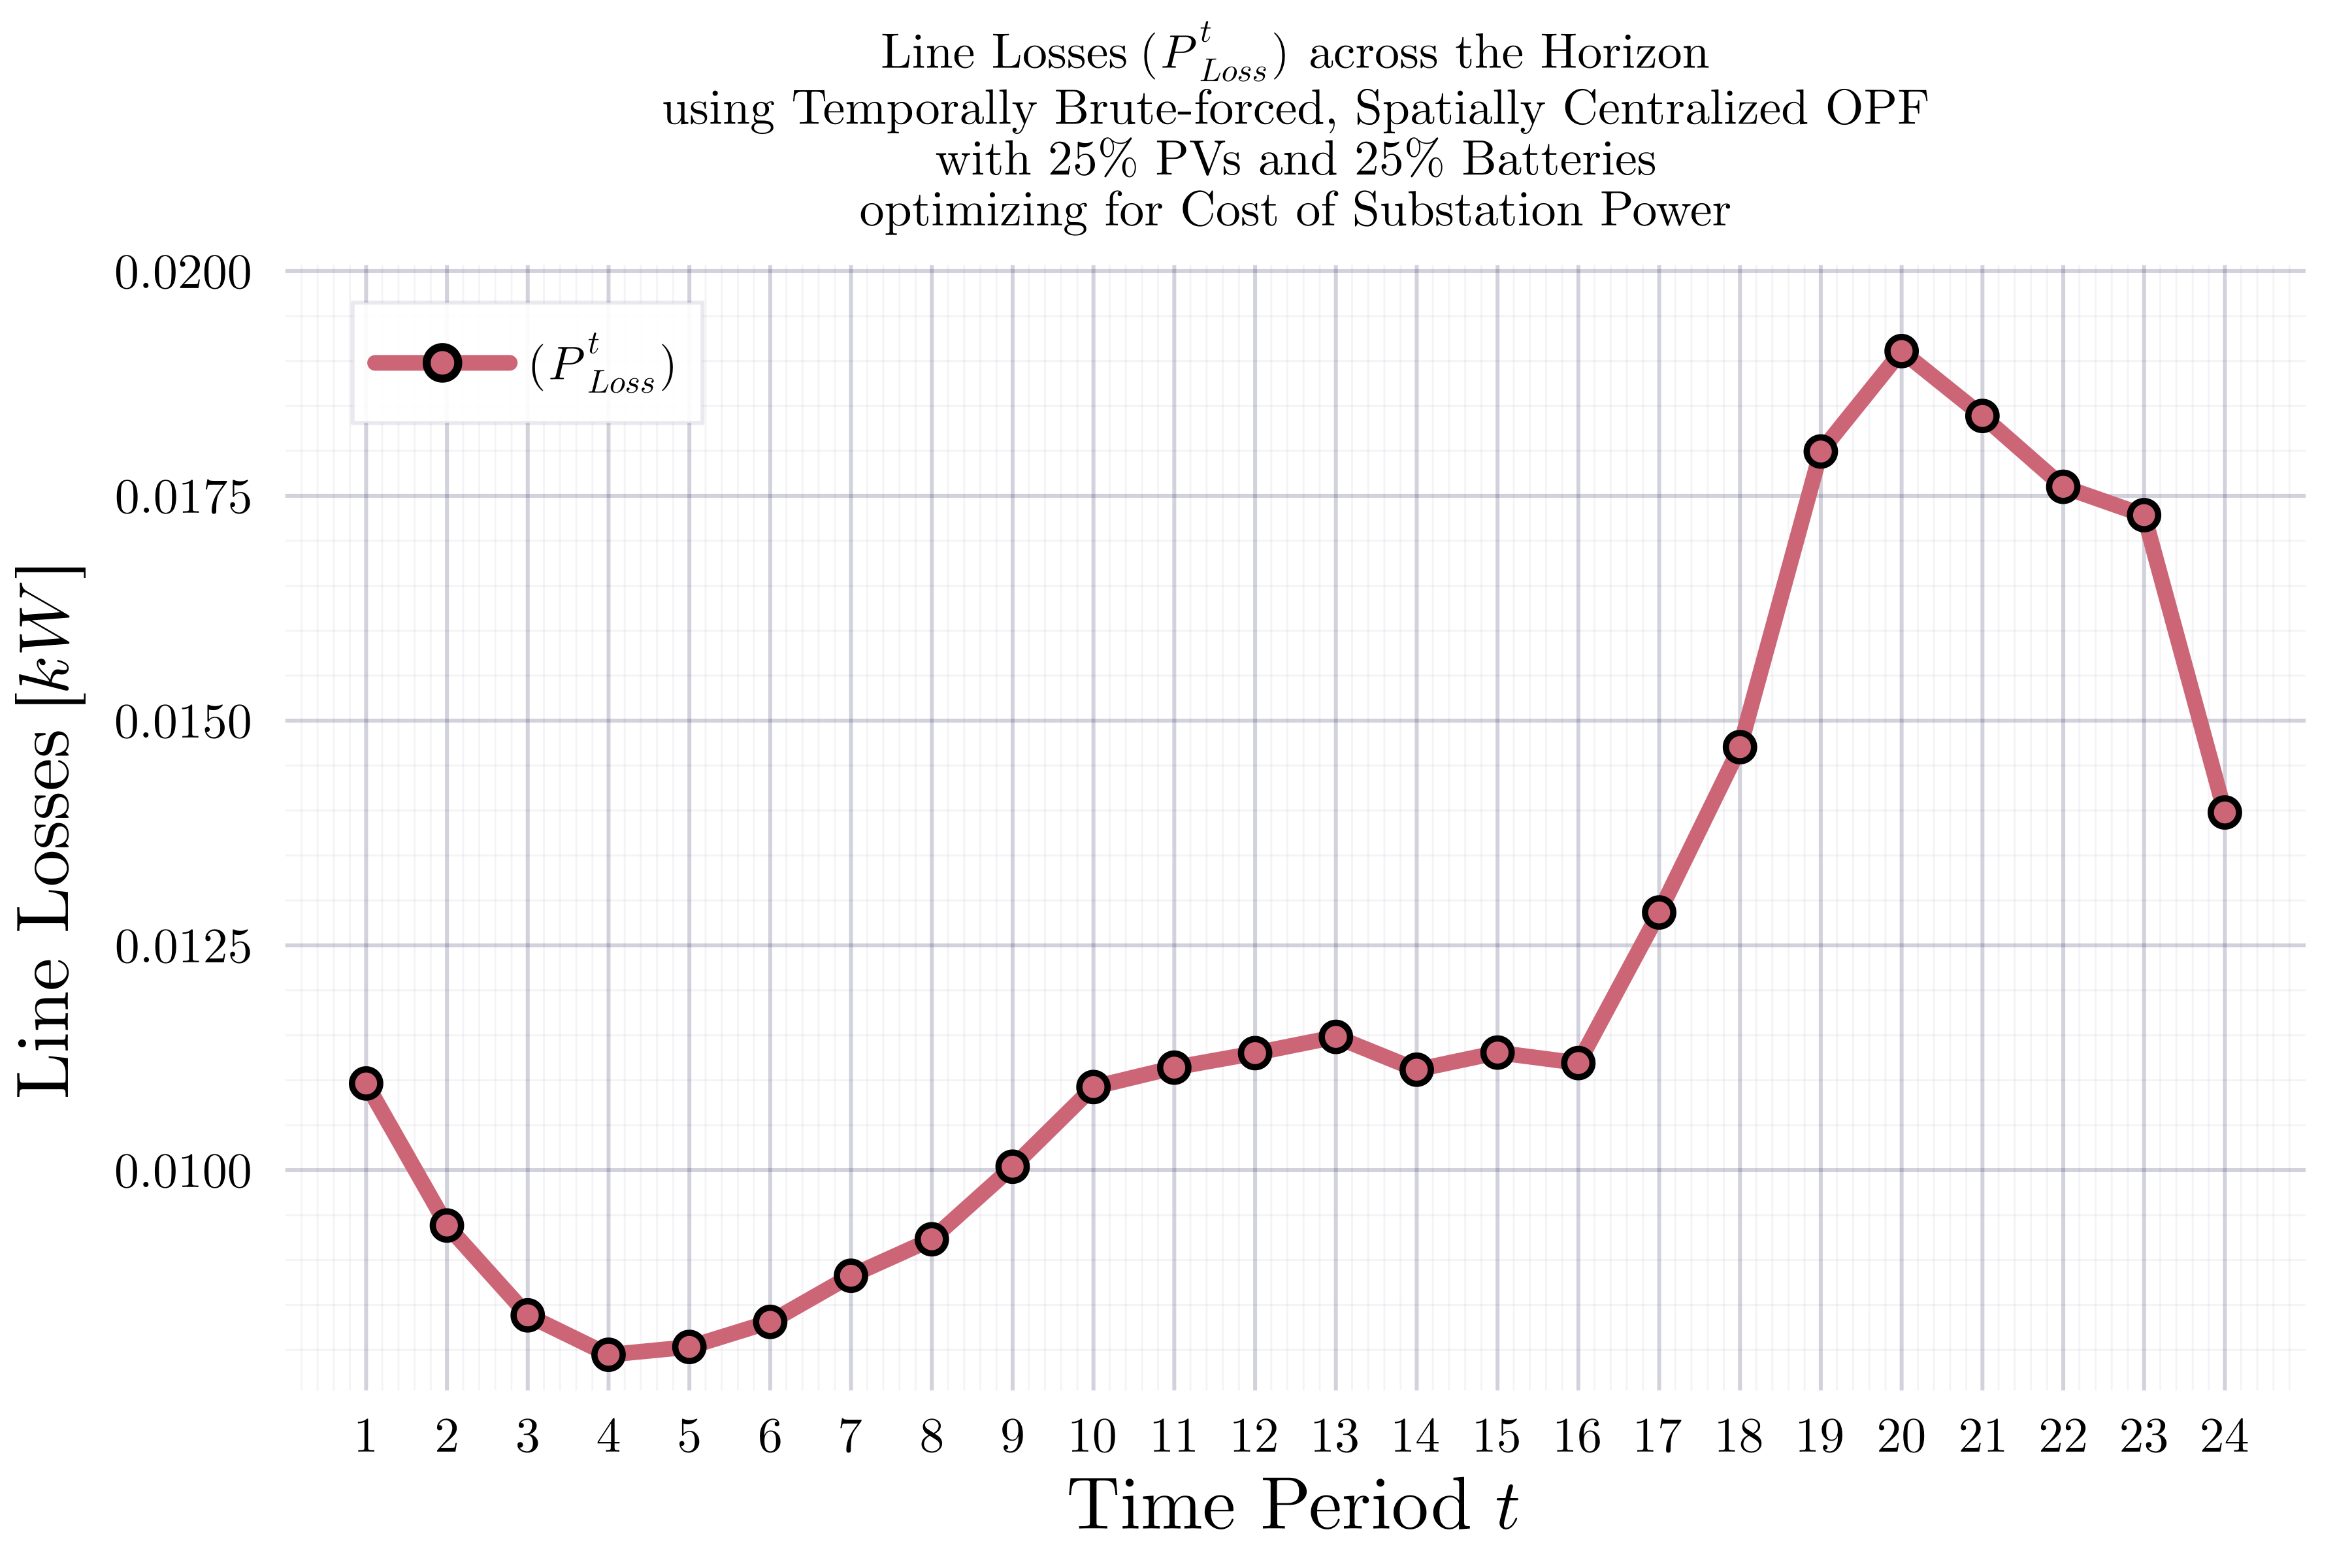 Line Losses (P^t_Loss) across the Horizon
using Temporally Brute-forced, Spatially Centralized OPF
with 25% PVs and 25% Batteries
optimizing for Cost of Substation Power
(P^t_Loss)
Line Losses [kW]
0.0200
0.0175
0.0150
0.0125
0.0100
1 2 3 4 5 6 7 8 9 10 11 12 13 14 15 16 17 18 19 20 21 22 23 24
Time Period t